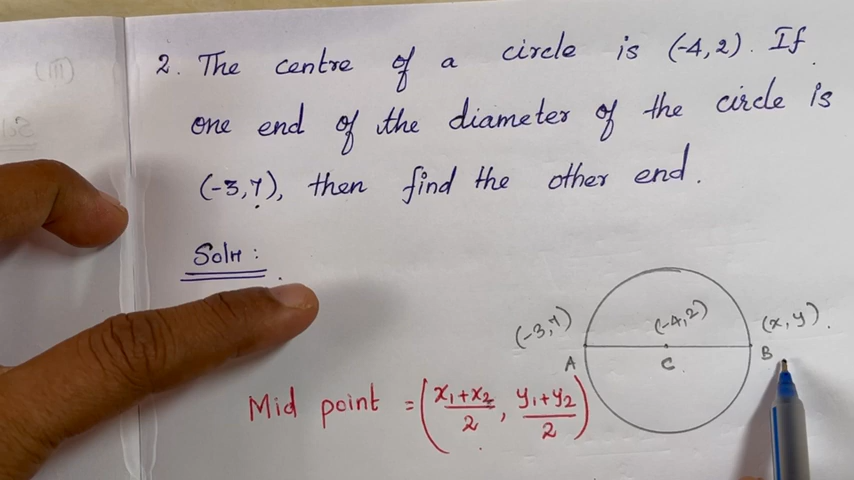 2. The centre of a circle is (-4,2). If
one end of the diameter of the circle is
(-3,7), then find the other end.
Soln:
(-3,7) (-4,2) (x,y).
A C B
Mid point = (x₁+x₂/2, y₁+y₂/2)
(iii)